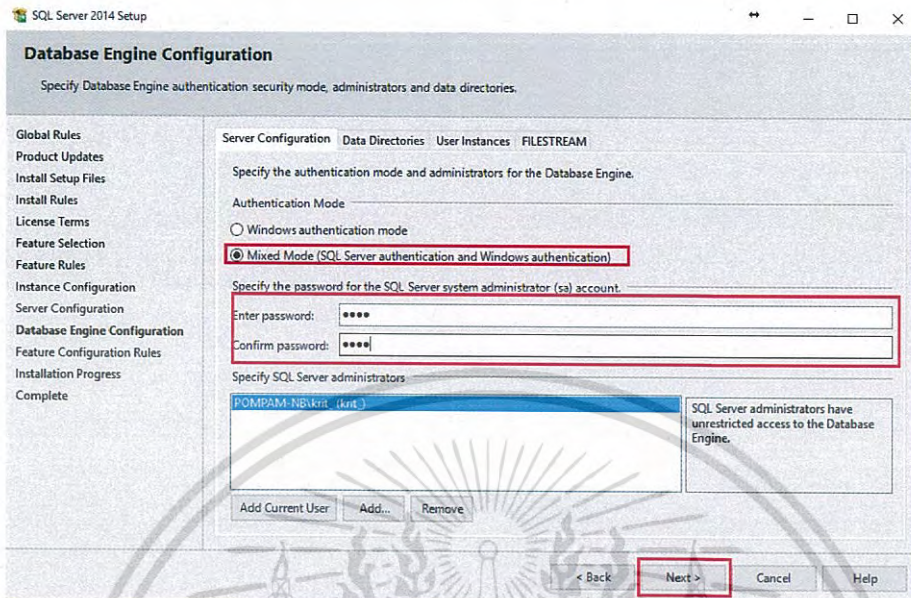 SQL Server 2014 Setup
Database Engine Configuration
Specify Database Engine authentication security mode, administrators and data directories.
Global Rules
Product Updates
Install Setup Files
Install Rules
License Terms
Feature Selection
Feature Rules
Instance Configuration
Server Configuration
Database Engine Configuration
Feature Configuration Rules
Installation Progress
Complete
Server Configuration Data Directories User Instances FILESTREAM
Specify the authentication mode and administrators for the Database Engine.
Authentication Mode
Windows authentication mode
Mixed Mode (SQL Server authentication and Windows authentication)
Specify the password for the SQL Server system administrator (sa) account.
Enter password: ••••
Confirm password: ••••
Specify SQL Server administrators
POMPAM-NB\krit_ (krit_)
SQL Server administrators have
unrestricted access to the Database
Engine.
Add Current User Add... Remove
< Back Next > Cancel Help